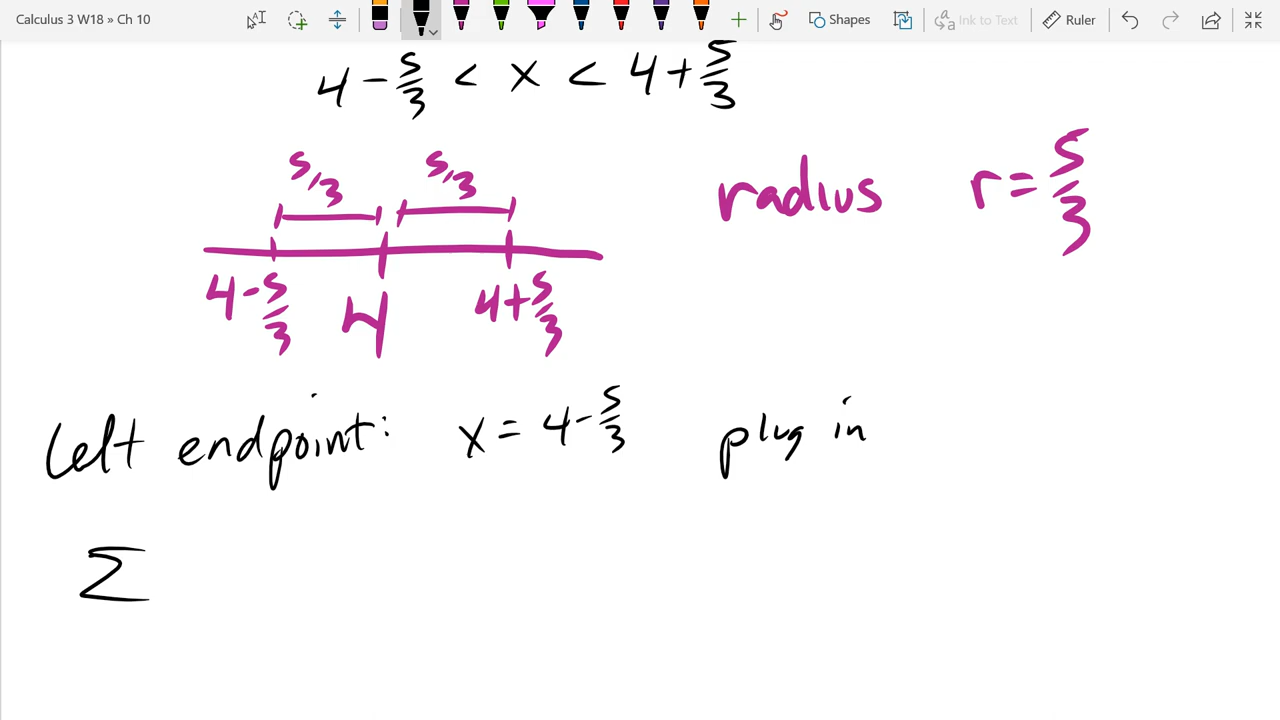 Calculus 3 W18 » Ch 10
Shapes
Ink to Text
Ruler
4 - 5/3 < x < 4 + 5/3
5/3 5/3
radius r = 5/3
4 - 5/3 4 4 + 5/3
Left endpoint: x = 4 - 5/3 plug in
Σ